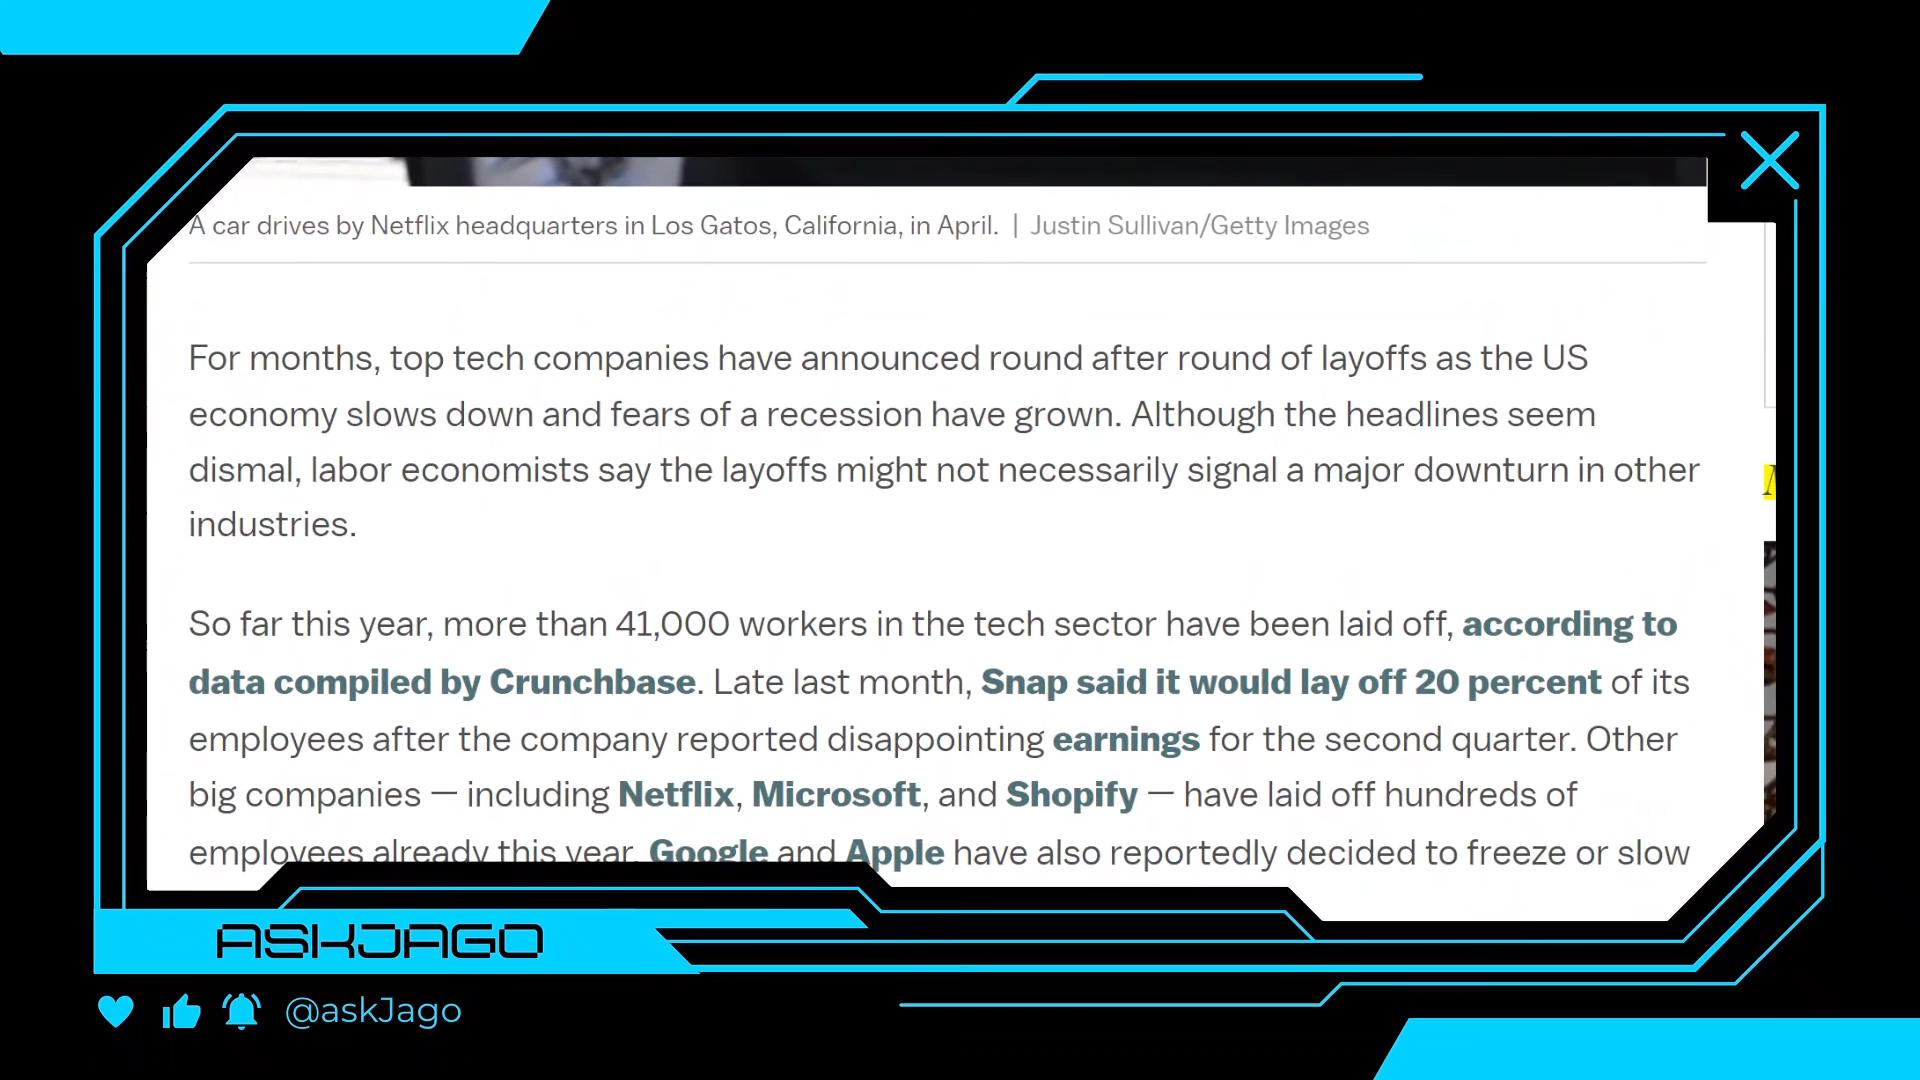 A car drives by Netflix headquarters in Los Gatos, California, in April. | Justin Sullivan/Getty Images
For months, top tech companies have announced round after round of layoffs as the US
economy slows down and fears of a recession have grown. Although the headlines seem
dismal, labor economists say the layoffs might not necessarily signal a major downturn in other
industries.
So far this year, more than 41,000 workers in the tech sector have been laid off, according to
data compiled by Crunchbase. Late last month, Snap said it would lay off 20 percent of its
employees after the company reported disappointing earnings for the second quarter. Other
big companies — including Netflix, Microsoft, and Shopify — have laid off hundreds of
employees already this year. Google and Apple have also reportedly decided to freeze or slow
ASKJAGO
@askJago